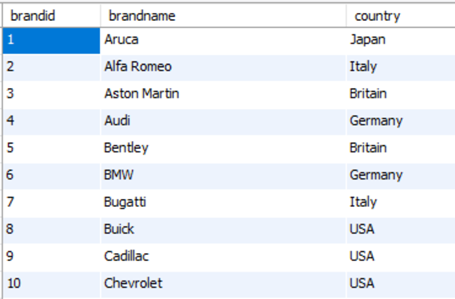 brandid brandname country
1 Aruca Japan
2 Alfa Romeo Italy
3 Aston Martin Britain
4 Audi Germany
5 Bentley Britain
6 BMW Germany
7 Bugatti Italy
8 Buick USA
9 Cadillac USA
10 Chevrolet USA